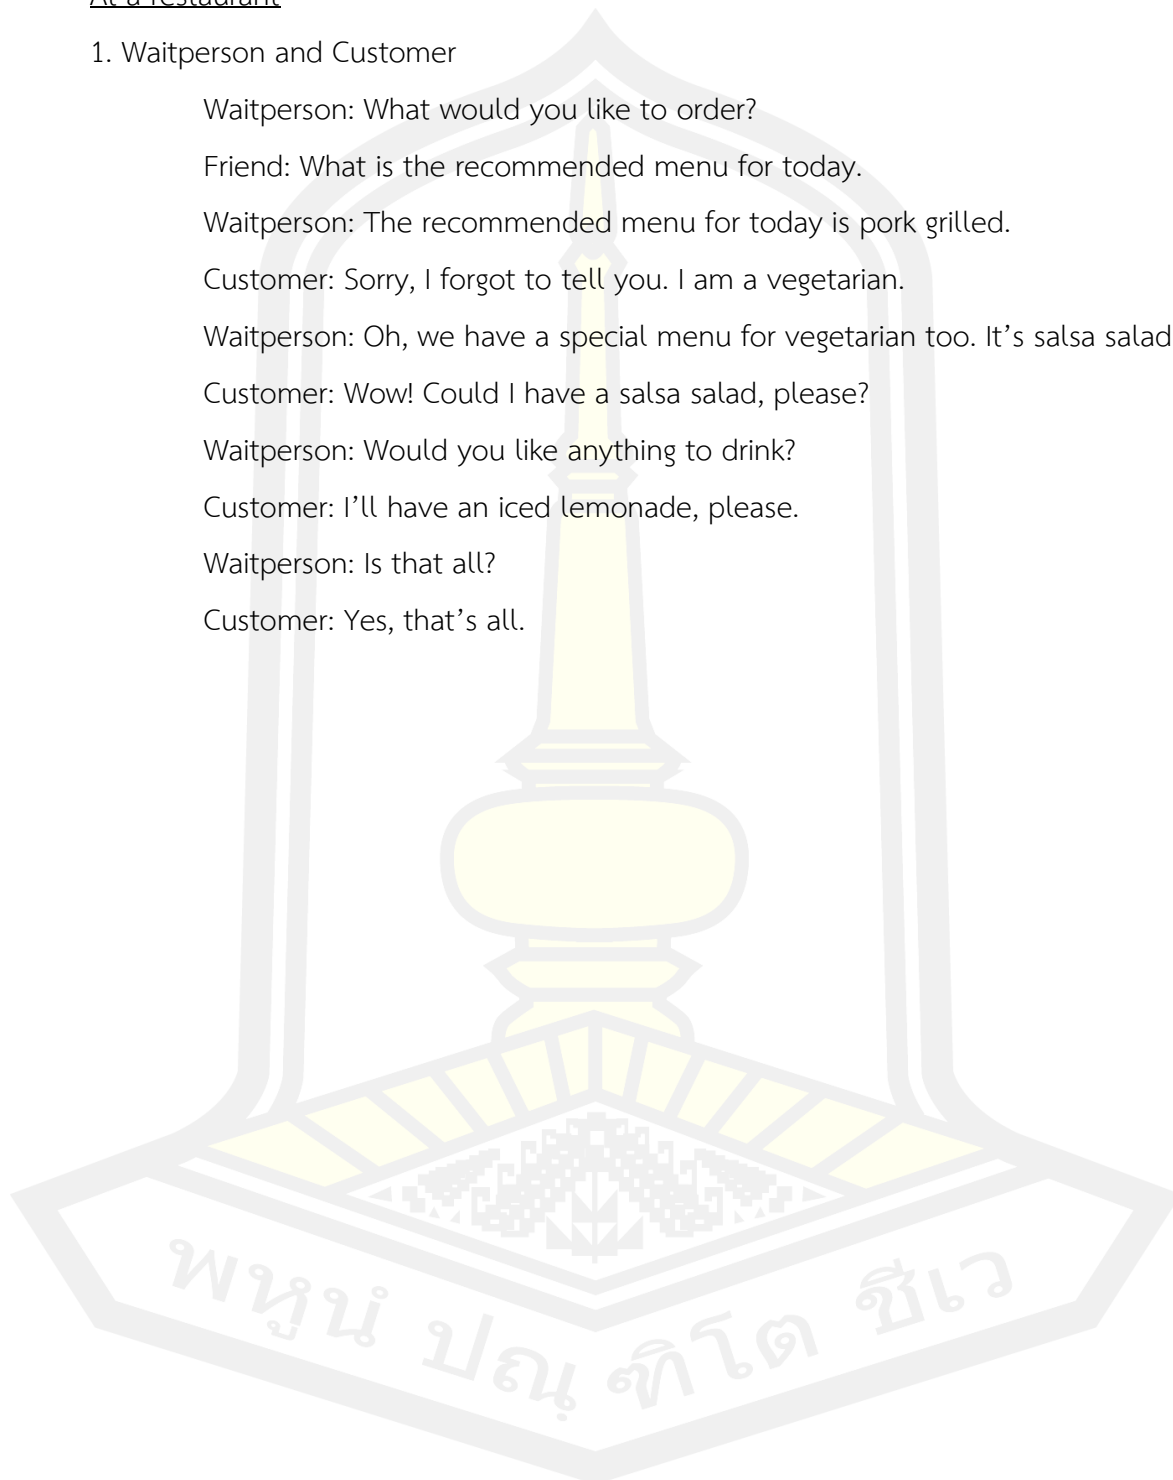 At a restaurant
1. Waitperson and Customer
Waitperson: What would you like to order?
Friend: What is the recommended menu for today.
Waitperson: The recommended menu for today is pork grilled.
Customer: Sorry, I forgot to tell you. I am a vegetarian.
Waitperson: Oh, we have a special menu for vegetarian too. It’s salsa salad
Customer: Wow! Could I have a salsa salad, please?
Waitperson: Would you like anything to drink?
Customer: I’ll have an iced lemonade, please.
Waitperson: Is that all?
Customer: Yes, that’s all.
พหูนํ ปณฺฑิโต ชีเว